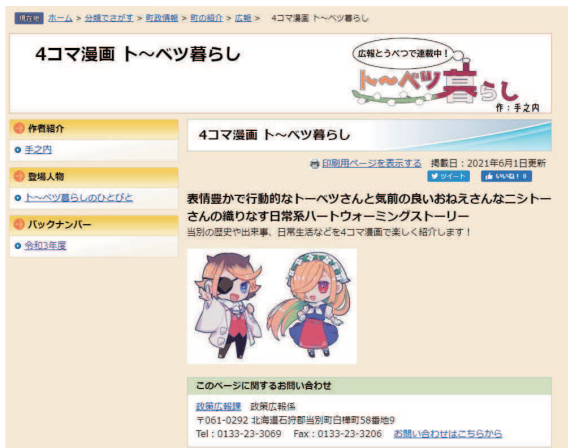 現在地 ホーム > 分類でさがす > 町政情報 > 町の紹介 > 広報 > 4コマ漫画 ト～ベツ暮らし
4コマ漫画 ト～ベツ暮らし
広報とうべつで連載中！
ト～ベツ暮らし
作：手之内
作者紹介
手之内
登場人物
ト～ベツ暮らしのひとびと
バックナンバー
令和3年度
4コマ漫画 ト～ベツ暮らし
印刷用ページを表示する 掲載日：2021年6月1日更新
ツイート いいね！0
表情豊かで行動的なトーベツさんと気前の良いおねえさんなニシトー
さんの織りなす日常系ハートウォーミングストーリー
当別の歴史や出来事、日常生活などを4コマ漫画で楽しく紹介します！
このページに関するお問い合わせ
政策広報課 政策広報係
〒061-0292 北海道石狩郡当別町白樺町58番地9
Tel：0133-23-3069 Fax：0133-23-3206 お問い合わせはこちらから